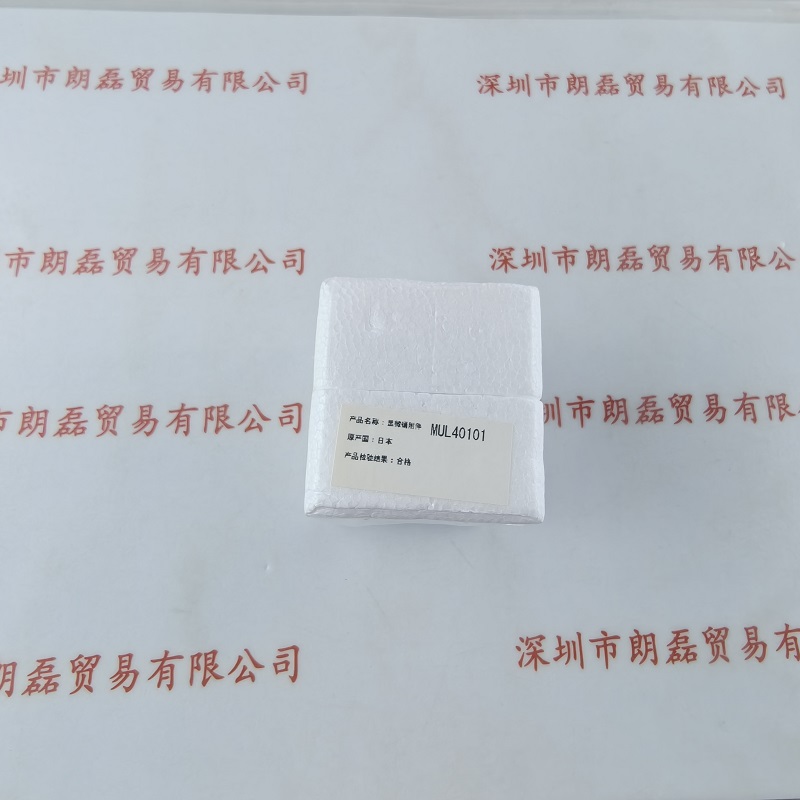 圳市朗磊贸易有限公司
深圳市朗磊贸易有限公司
市朗磊贸易有限公司
深圳市朗磊贸易有限公
市朗磊贸易有限公司
圳市朗磊贸易有限公司
产品名称：显微镜附件 MUL40101
原产国：日本
产品检验结果：合格
朗磊贸易有限公司
深圳市朗磊贸易有